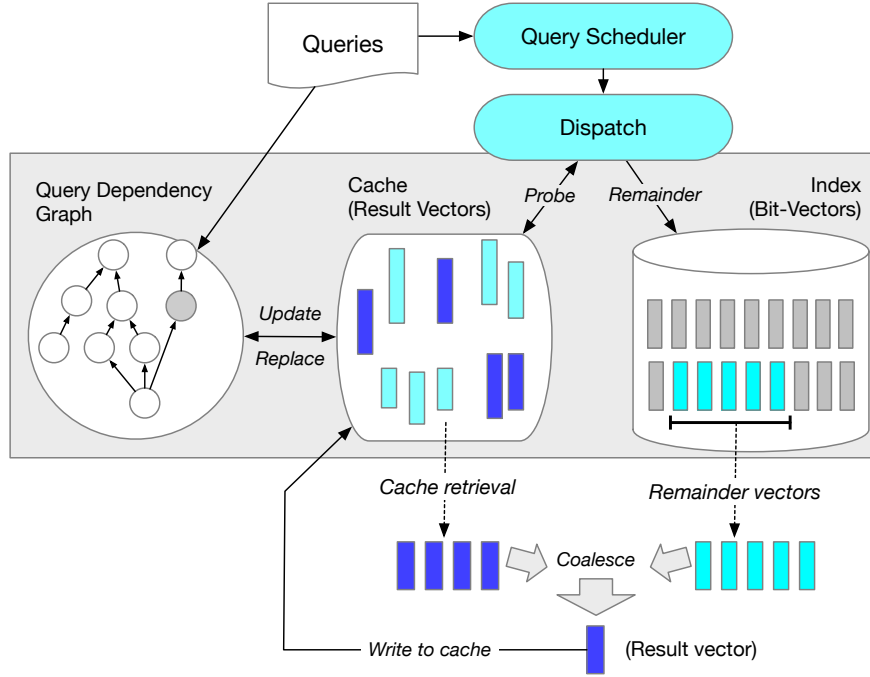 Queries
Query Scheduler
Dispatch
Query Dependency
Graph
Cache
(Result Vectors)
Probe
Remainder
Index
(Bit-Vectors)
Update
Replace
Cache retrieval
Remainder vectors
Coalesce
Write to cache
(Result vector)